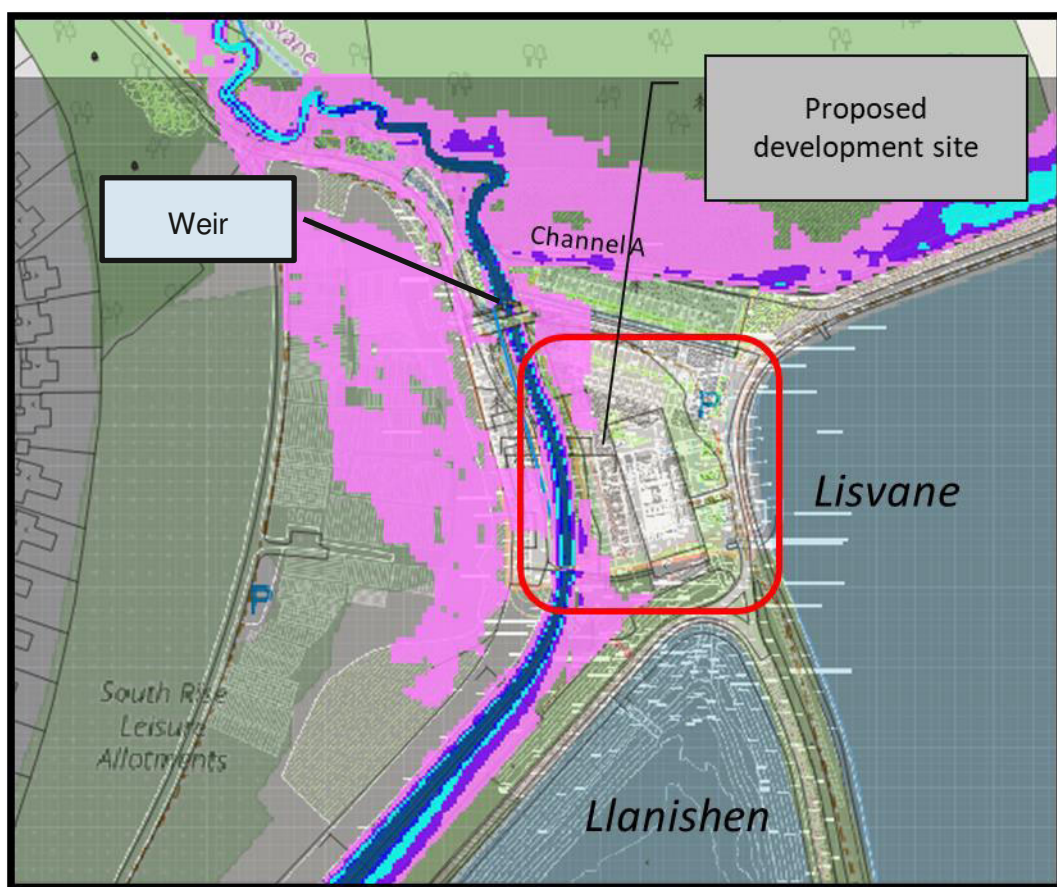 Proposed
development site
Weir
Channel A
P
Lisvane
P
South Rise
Leisure
Allotments
Llanishen